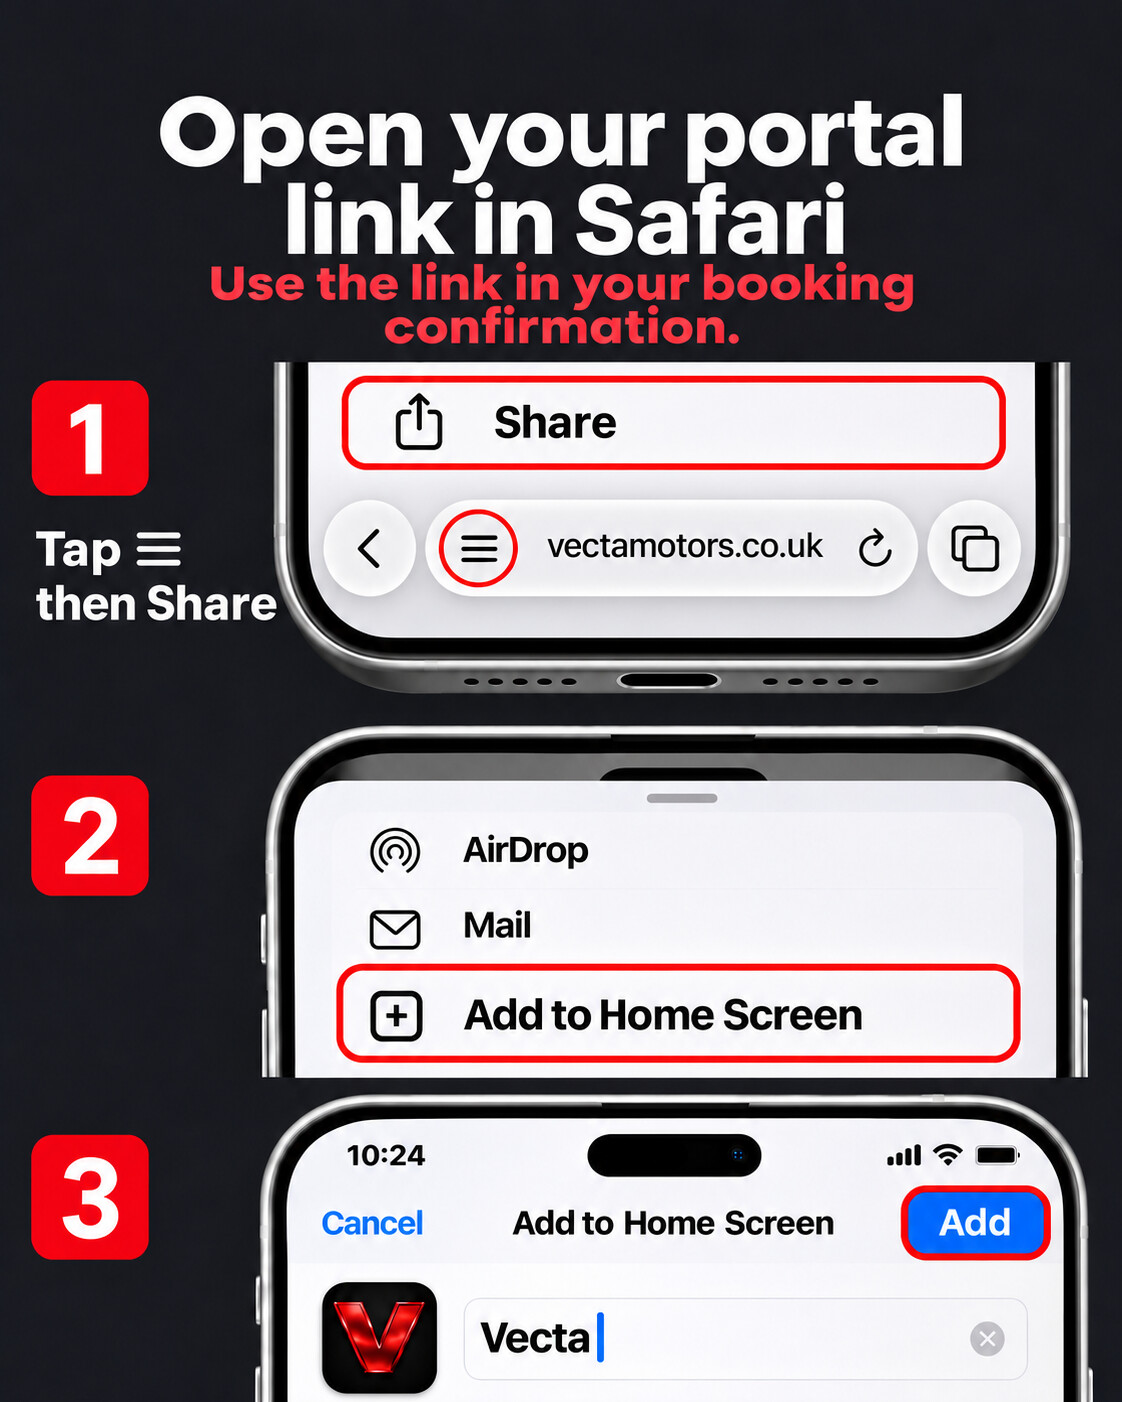 Open your portal
link in Safari
Use the link in your booking
confirmation.
1
Tap
then Share
Share
vectamotors.co.uk
2
AirDrop
Mail
Add to Home Screen
3
10:24
Cancel
Add to Home Screen
Add
V
Vecta